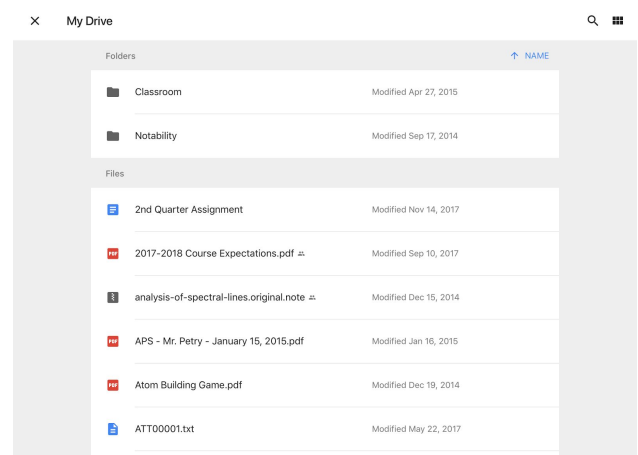 My Drive
Folders
NAME
Classroom
Modified Apr 27, 2015
Notability
Modified Sep 17, 2014
Files
2nd Quarter Assignment
Modified Nov 14, 2017
PDF
2017-2018 Course Expectations.pdf
Modified Sep 10, 2017
analysis-of-spectral-lines.original.note
Modified Dec 15, 2014
PDF
APS - Mr. Petry - January 15, 2015.pdf
Modified Jan 16, 2015
PDF
Atom Building Game.pdf
Modified Dec 19, 2014
ATT00001.txt
Modified May 22, 2017